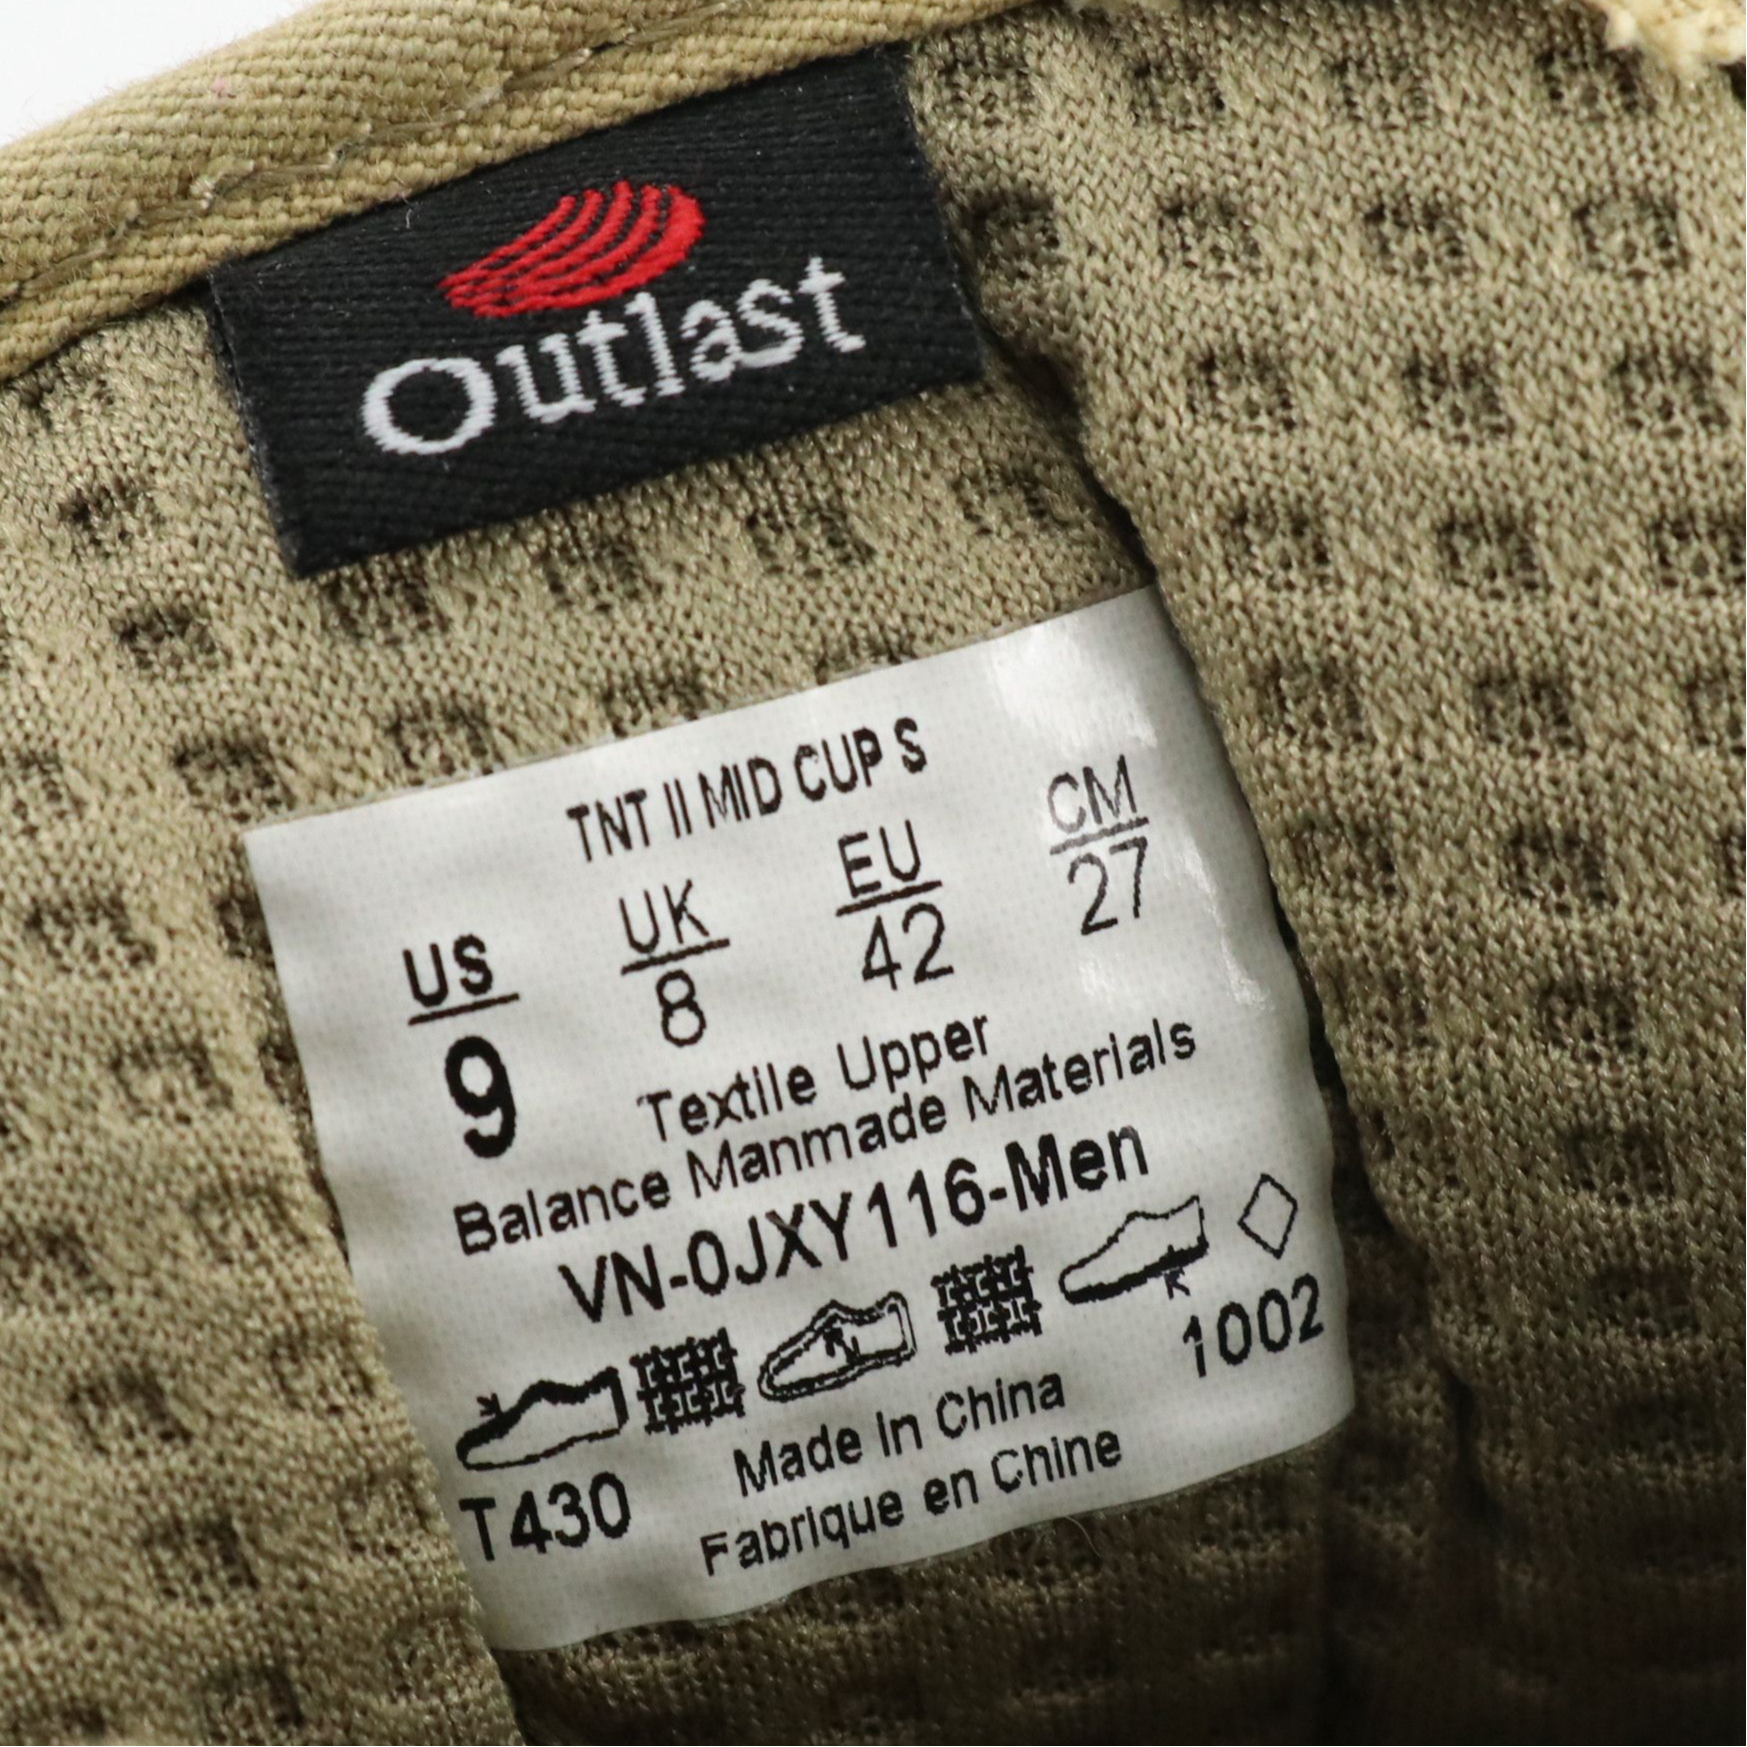 Outlast
TNT II MID CUP S
US UK EU CM
9 8 42 27
Textile Upper
Balance Manmade Materials
VN-0JXY116-Men
1002
T430
Made in China
Fabrique en Chine